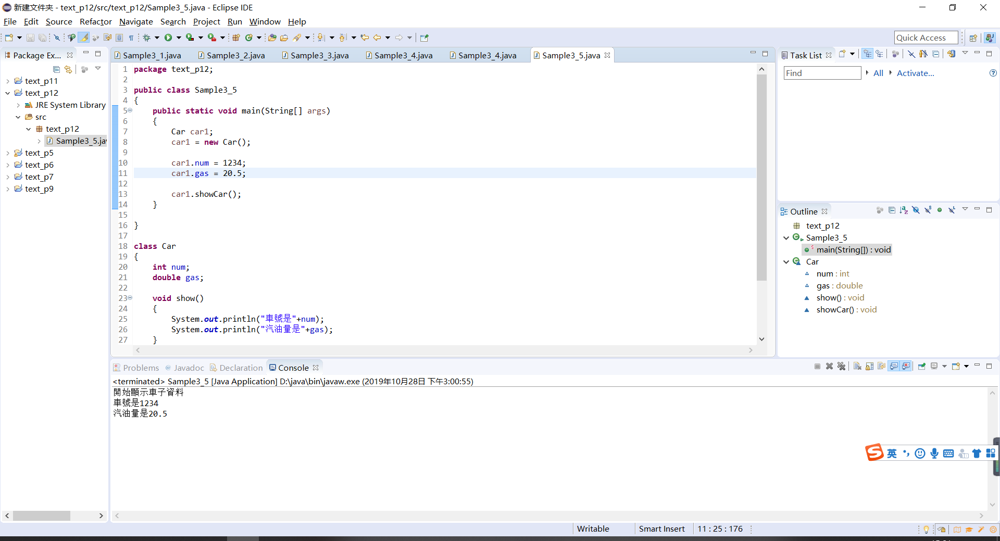 新建文件夹 - text_p12/src/text_p12/Sample3_5.java - Eclipse IDE
File Edit Source Refactor Navigate Search Project Run Window Help
Quick Access
Package Ex...
text_p11
text_p12
JRE System Library
src
text_p12
Sample3_5.ja
text_p5
text_p6
text_p7
text_p9
Sample3_1.java Sample3_2.java Sample3_3.java Sample3_4.java Sample3_4.java Sample3_5.java
1 package text_p12;
2
3 public class Sample3_5
4 {
5 public static void main(String[] args)
6 {
7 Car car1;
8 car1 = new Car();
9
10 car1.num = 1234;
11 car1.gas = 20.5;
12
13 car1.showCar();
14 }
15
16 }
17
18 class Car
19 {
20 int num;
21 double gas;
22
23 void show()
24 {
25 System.out.println("車號是"+num);
26 System.out.println("汽油量是"+gas);
27 }
Task List
Find All Activate...
Outline
text_p12
Sample3_5
main(String[]) : void
Car
num : int
gas : double
show() : void
showCar() : void
Problems @ Javadoc Declaration Console
<terminated> Sample3_5 [Java Application] D:\java\bin\javaw.exe (2019年10月28日 下午3:00:55)
開始顯示車子資料
車號是1234
汽油量是20.5
英
Writable Smart Insert 11 : 25 : 176